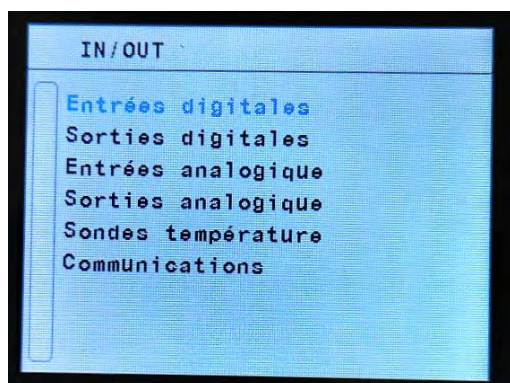 IN/OUT
Entrées digitales
Sorties digitales
Entrées analogique
Sorties analogique
Sondes température
Communications